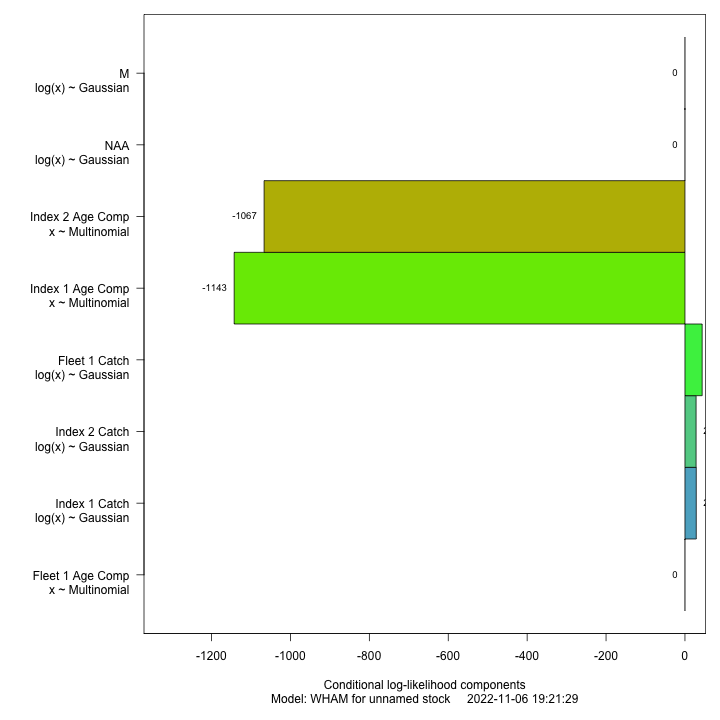 M
log(x) ~ Gaussian
0
NAA
log(x) ~ Gaussian
0
Index 2 Age Comp
x ~ Multinomial
-1067
Index 1 Age Comp
x ~ Multinomial
-1143
Fleet 1 Catch
log(x) ~ Gaussian
Index 2 Catch
log(x) ~ Gaussian
Index 1 Catch
log(x) ~ Gaussian
Fleet 1 Age Comp
x ~ Multinomial
0
-1200 -1000 -800 -600 -400 -200 0
Conditional log-likelihood components
Model: WHAM for unnamed stock 2022-11-06 19:21:29